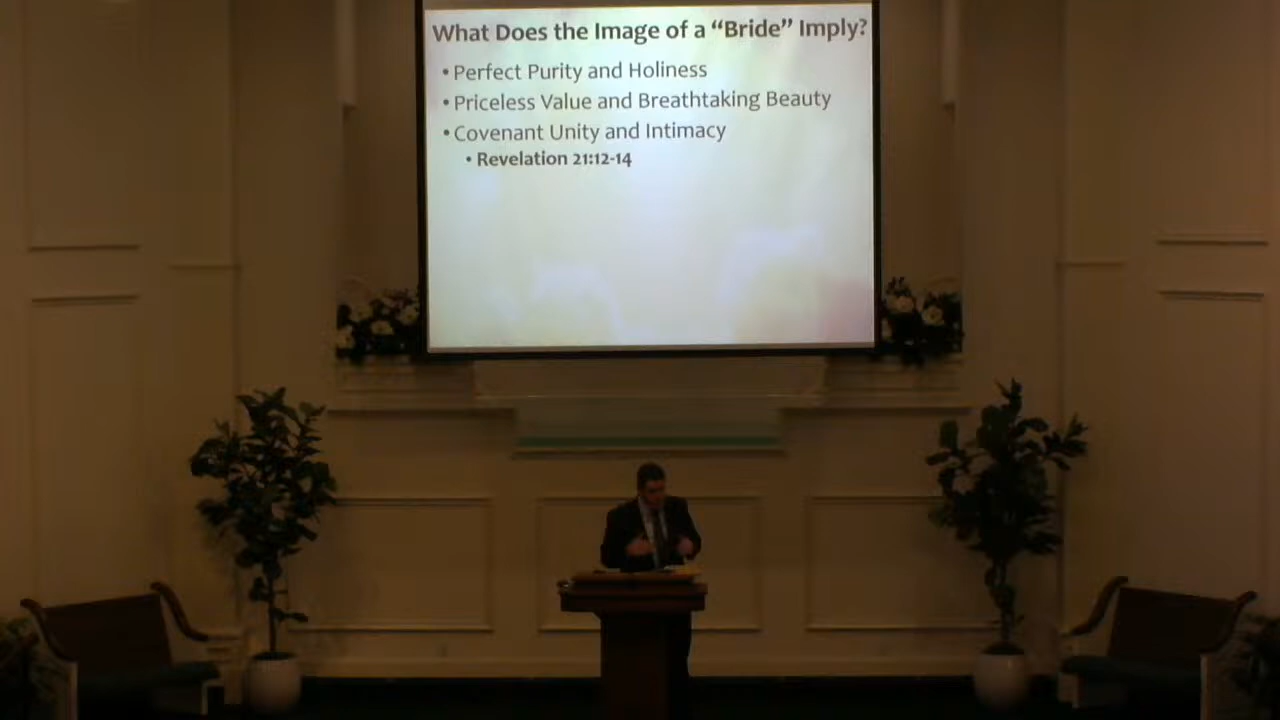 What Does the Image of a “Bride” Imply?
• Perfect Purity and Holiness
• Priceless Value and Breathtaking Beauty
• Covenant Unity and Intimacy
• Revelation 21:12-14